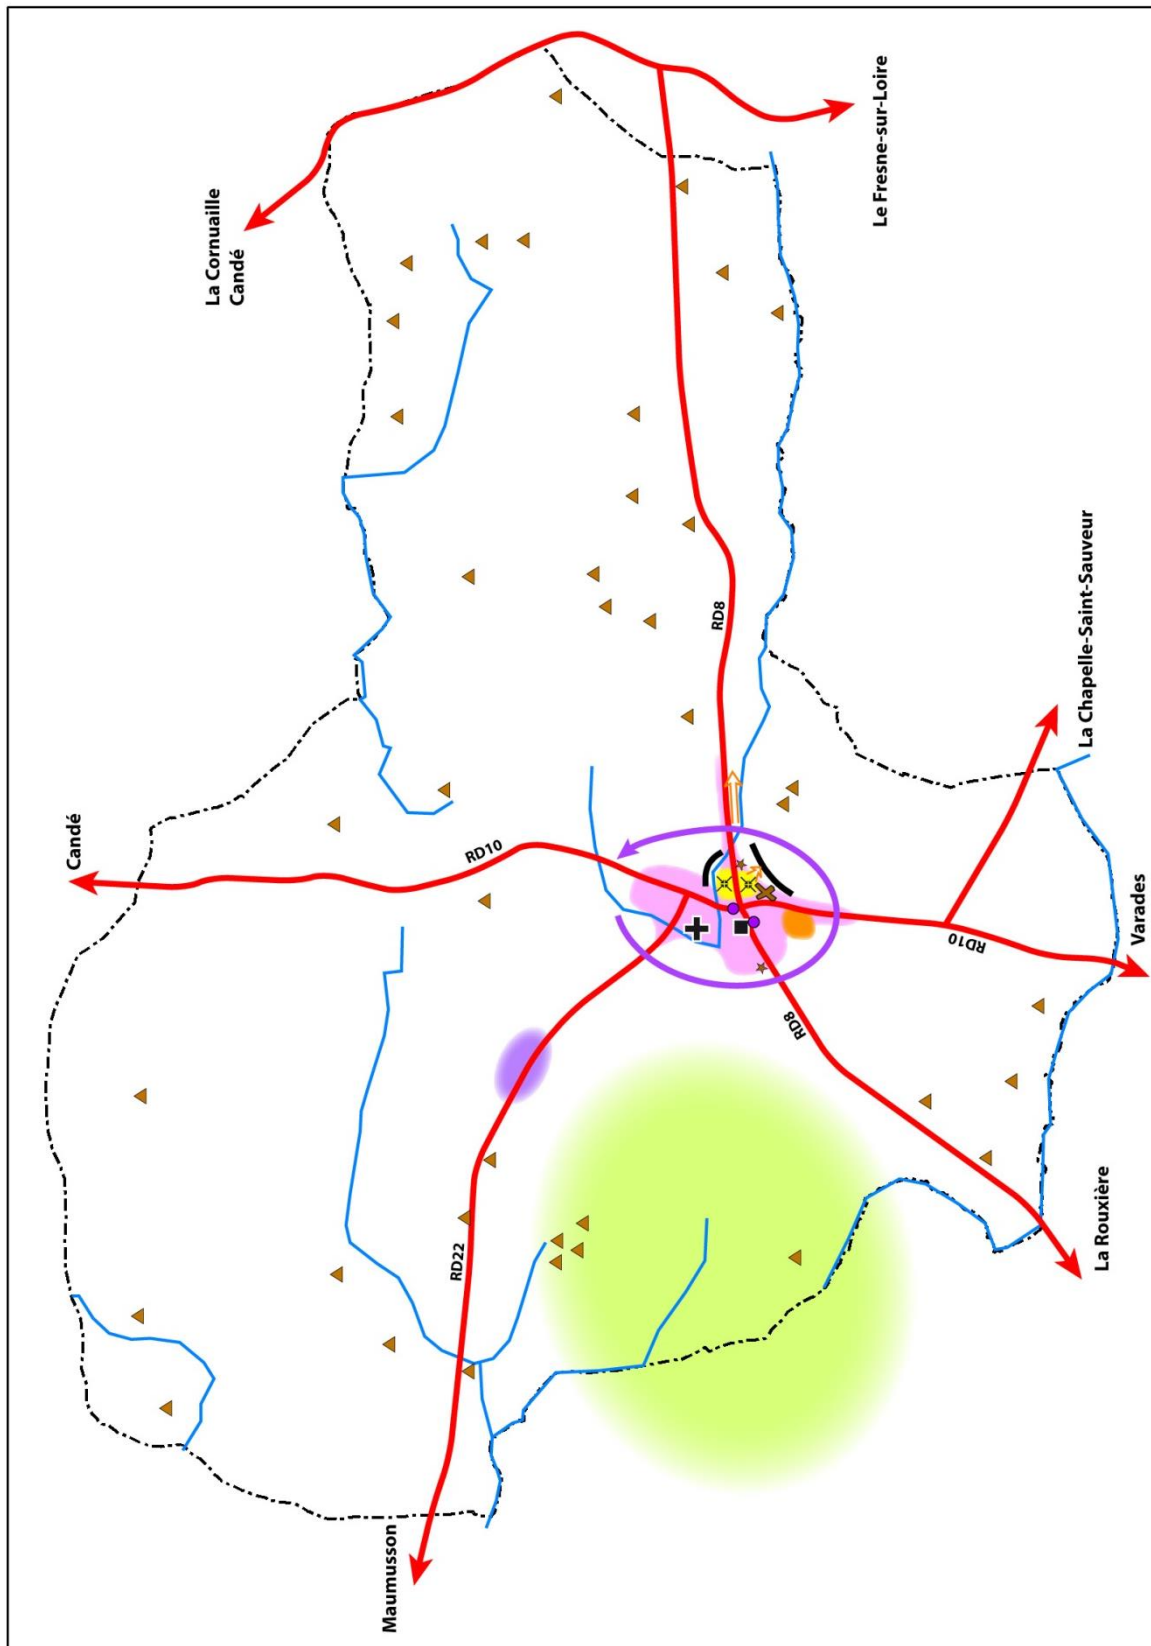 La Cornuaille
Candé
Le Fresne-sur-Loire
RD8
La Chapelle-Saint-Sauveur
Candé
RD10
RD10
Varades
RD8
La Rouxière
RD22
Maumusson